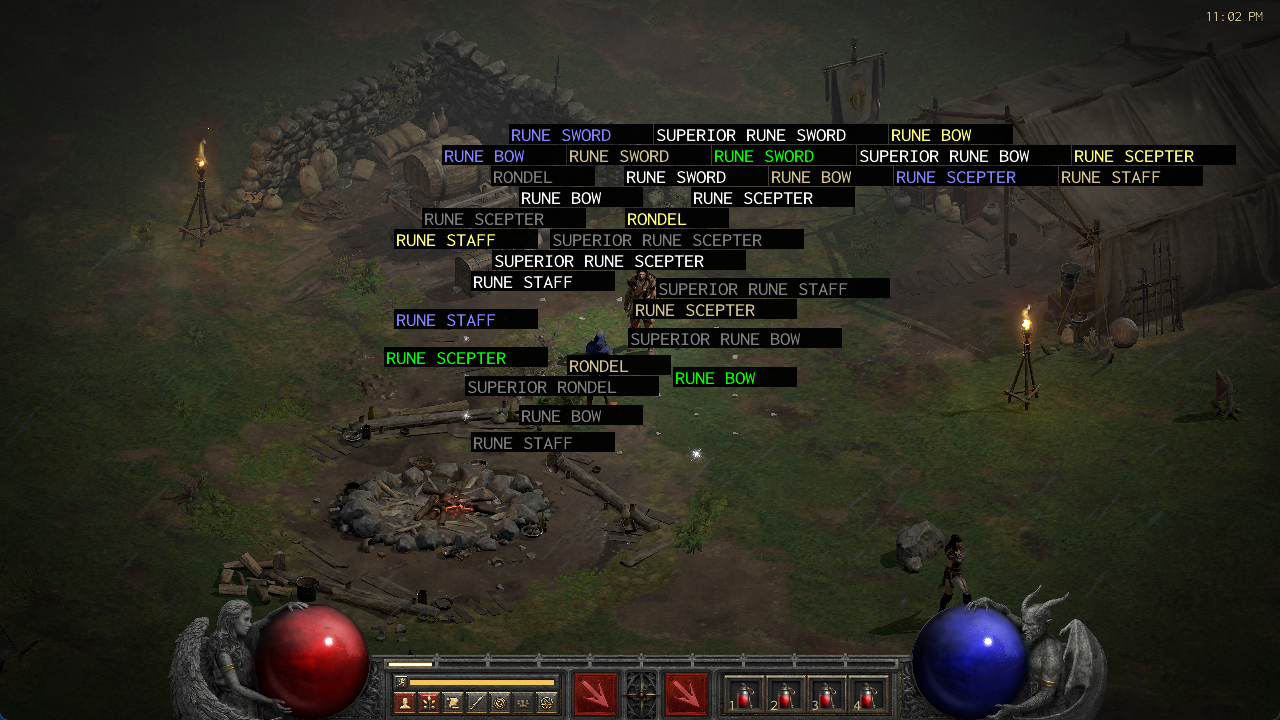 11:02 PM
RUNE SWORD SUPERIOR RUNE SWORD RUNE BOW
RUNE BOW RUNE SWORD RUNE SWORD SUPERIOR RUNE BOW RUNE SCEPTER
RONDEL RUNE SWORD RUNE BOW RUNE SCEPTER RUNE STAFF
RUNE BOW RUNE SCEPTER
RUNE SCEPTER RONDEL
RUNE STAFF SUPERIOR RUNE SCEPTER
SUPERIOR RUNE SCEPTER
RUNE STAFF SUPERIOR RUNE STAFF
RUNE SCEPTER
RUNE STAFF
SUPERIOR RUNE BOW
RUNE SCEPTER RONDEL
RUNE BOW
SUPERIOR RONDEL
RUNE BOW
RUNE STAFF
1 2 3 4